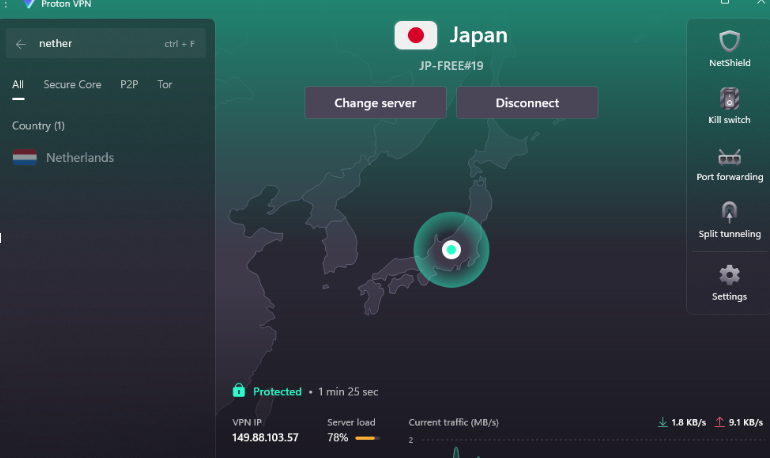 Proton VPN
nether
ctrl + F
All Secure Core P2P Tor
Country (1)
Netherlands
Japan
JP-FREE#19
Change server
Disconnect
NetShield
Kill switch
Port forwarding
Split tunneling
Settings
Protected • 1 min 25 sec
VPN IP
149.88.103.57
Server load
78%
Current traffic (MB/s)
1.8 KB/s
9.1 KB/s
2